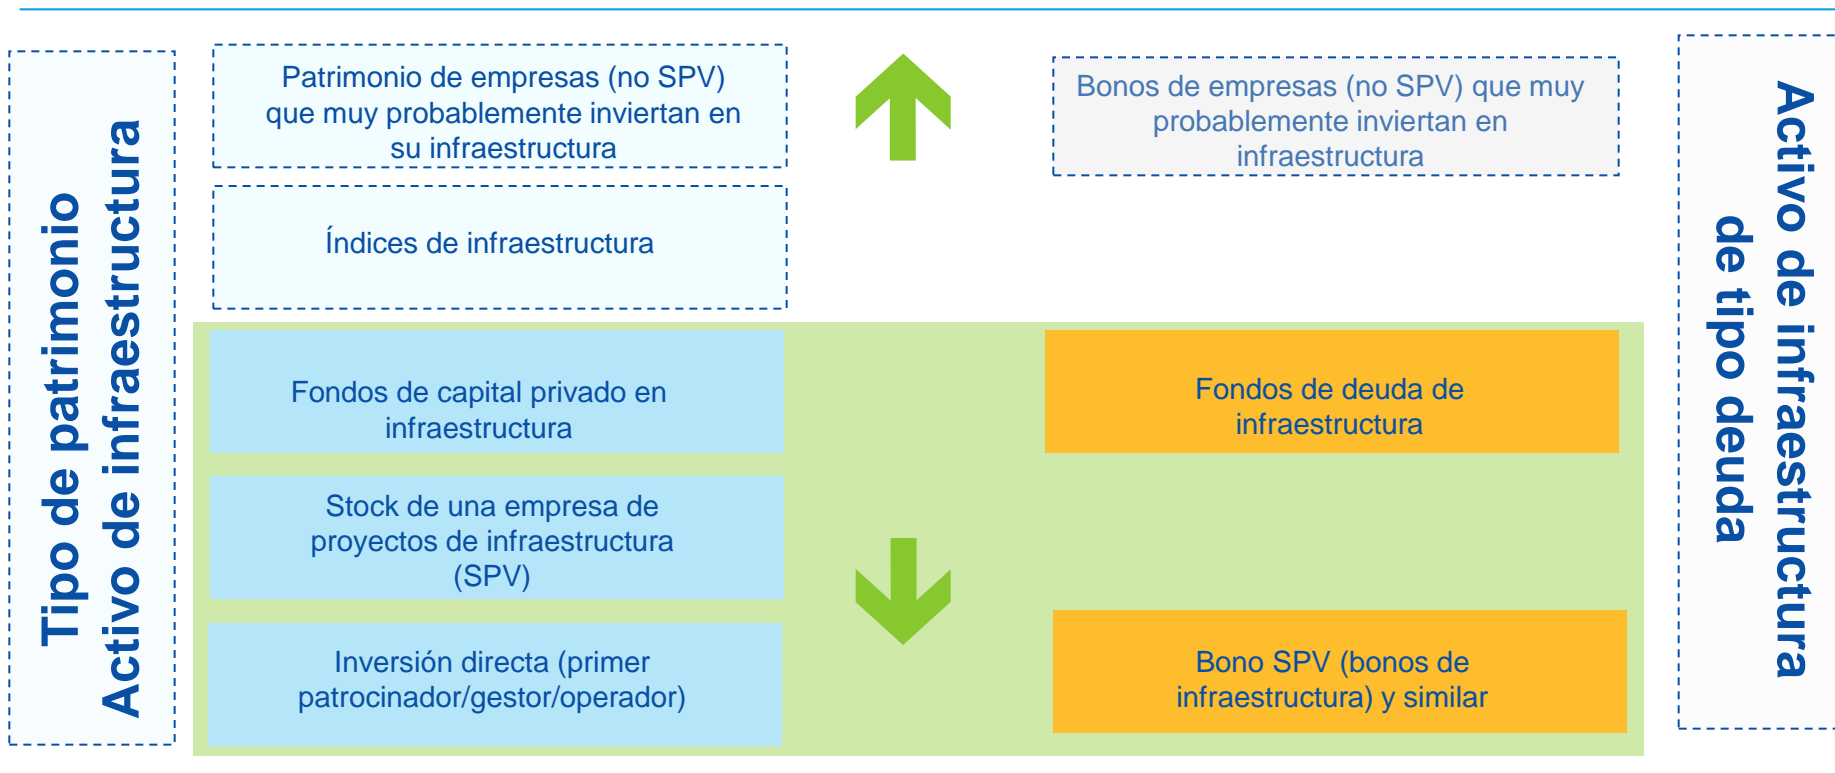 Tipo de patrimonio
Activo de infraestructura
Patrimonio de empresas (no SPV)
que muy probablemente inviertan en
su infraestructura
Índices de infraestructura
Fondos de capital privado en
infraestructura
Stock de una empresa de
proyectos de infraestructura
(SPV)
Inversión directa (primer
patrocinador/gestor/operador)
Bonos de empresas (no SPV) que muy
probablemente inviertan en
infraestructura
Fondos de deuda de
infraestructura
Bono SPV (bonos de
infraestructura) y similar
Activo de infraestructura
de tipo deuda